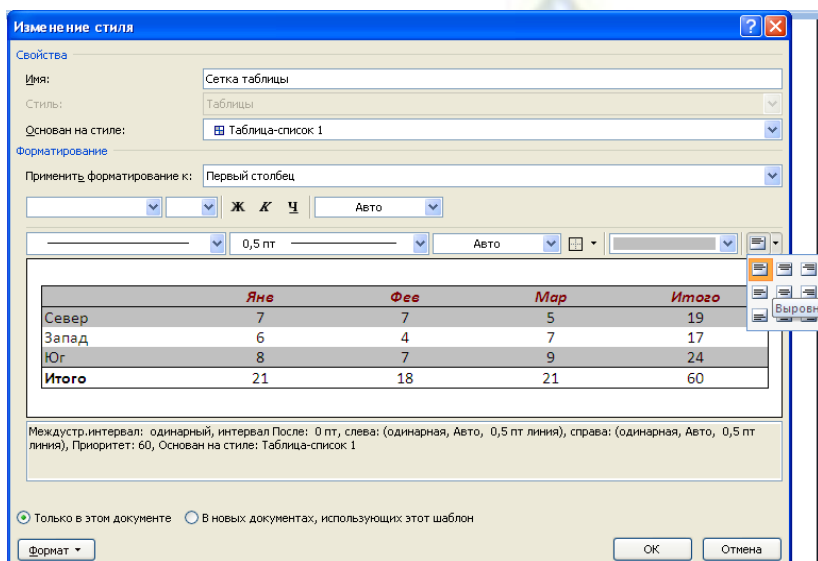 Изменение стиля
Свойства
Имя: Сетка таблицы
Стиль: Таблицы
Основан на стиле: Таблица-список 1
Форматирование
Применить форматирование к: Первый столбец
Ж К Ч Авто
0,5 пт Авто
Янв Фев Мар Итого
Север 7 7 5 19
Запад 6 4 7 17
Юг 8 7 9 24
Итого 21 18 21 60
Выровн
Междустр.интервал: одинарный, интервал После: 0 пт, слева: (одинарная, Авто, 0,5 пт линия), справа: (одинарная, Авто, 0,5 пт
линия), Приоритет: 60, Основан на стиле: Таблица-список 1
Только в этом документе В новых документах, использующих этот шаблон
Формат ОК Отмена